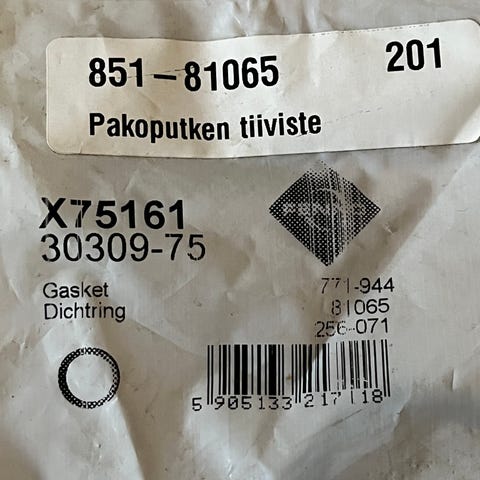 851-81065 201
Pakoputken tiiviste
X75161
30309-75
Gasket
Dichtring
771-944
81065
256-071
5 905133 217118